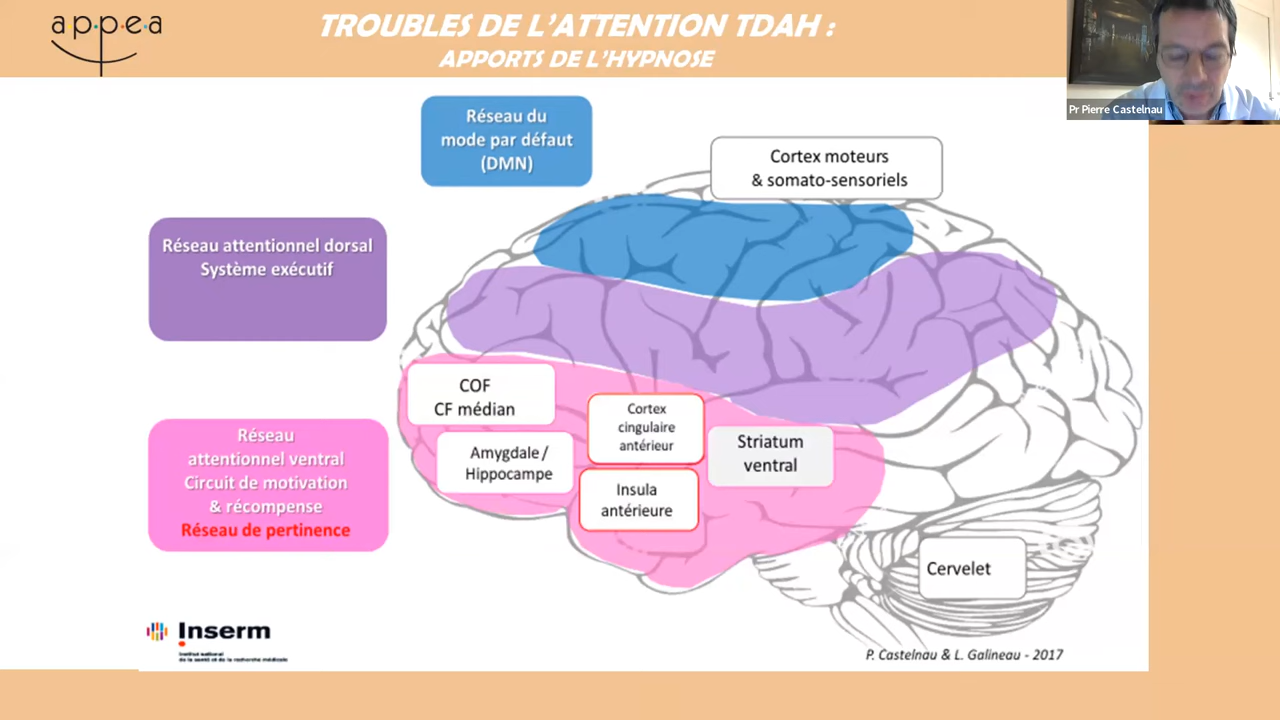 appea
TROUBLES DE L'ATTENTION TDAH :
APPORTS DE L'HYPNOSE
Pr Pierre Castelnau
Réseau du
mode par défaut
(DMN)
Cortex moteurs
& somato-sensoriels
Réseau attentionnel dorsal
Système exécutif
COF
CF médian
Cortex
cingulaire
antérieur
Amygdale /
Hippocampe
Striatum
ventral
Insula
antérieure
Réseau
attentionnel ventral
Circuit de motivation
& récompense
Réseau de pertinence
Cervelet
Inserm
Institut national
de la santé et de la recherche médicale
P. Castelnau & L. Galineau - 2017